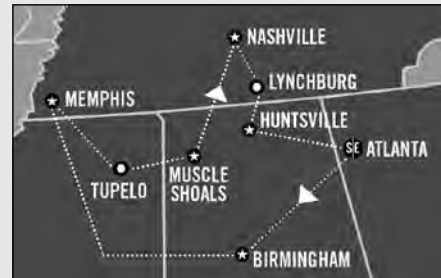 NASHVILLE
LYNCHBURG
MEMPHIS
HUNTSVILLE
SE ATLANTA
TUPELO
MUSCLE
SHOALS
BIRMINGHAM